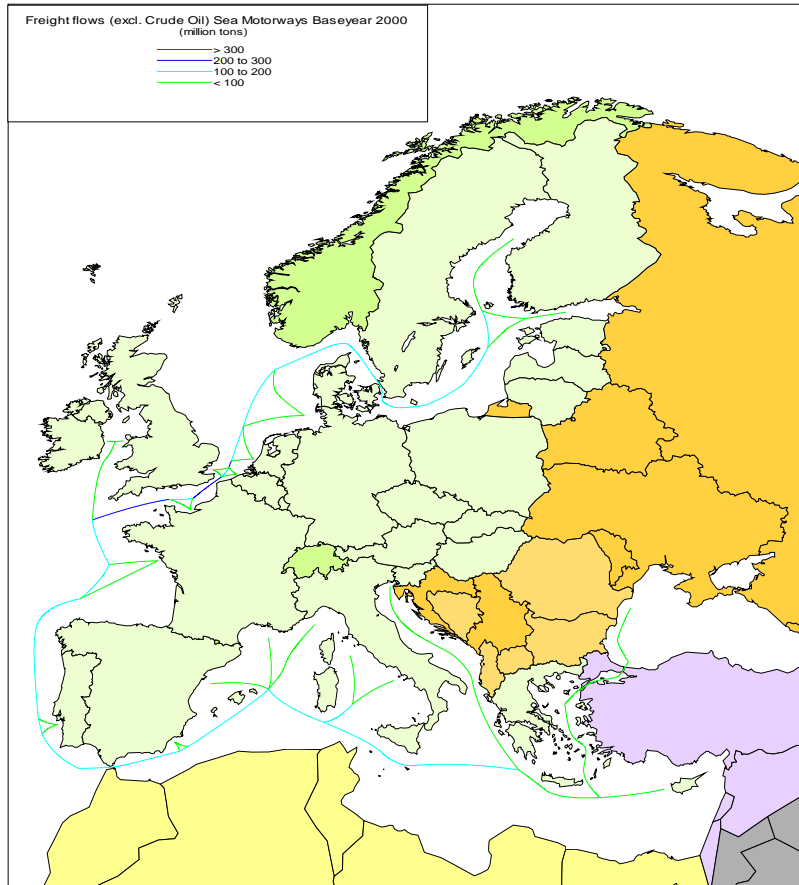 Freight flows (excl. Crude Oil) Sea Motorways Baseyear 2000
(million tons)
> 300
200 to 300
100 to 200
< 100